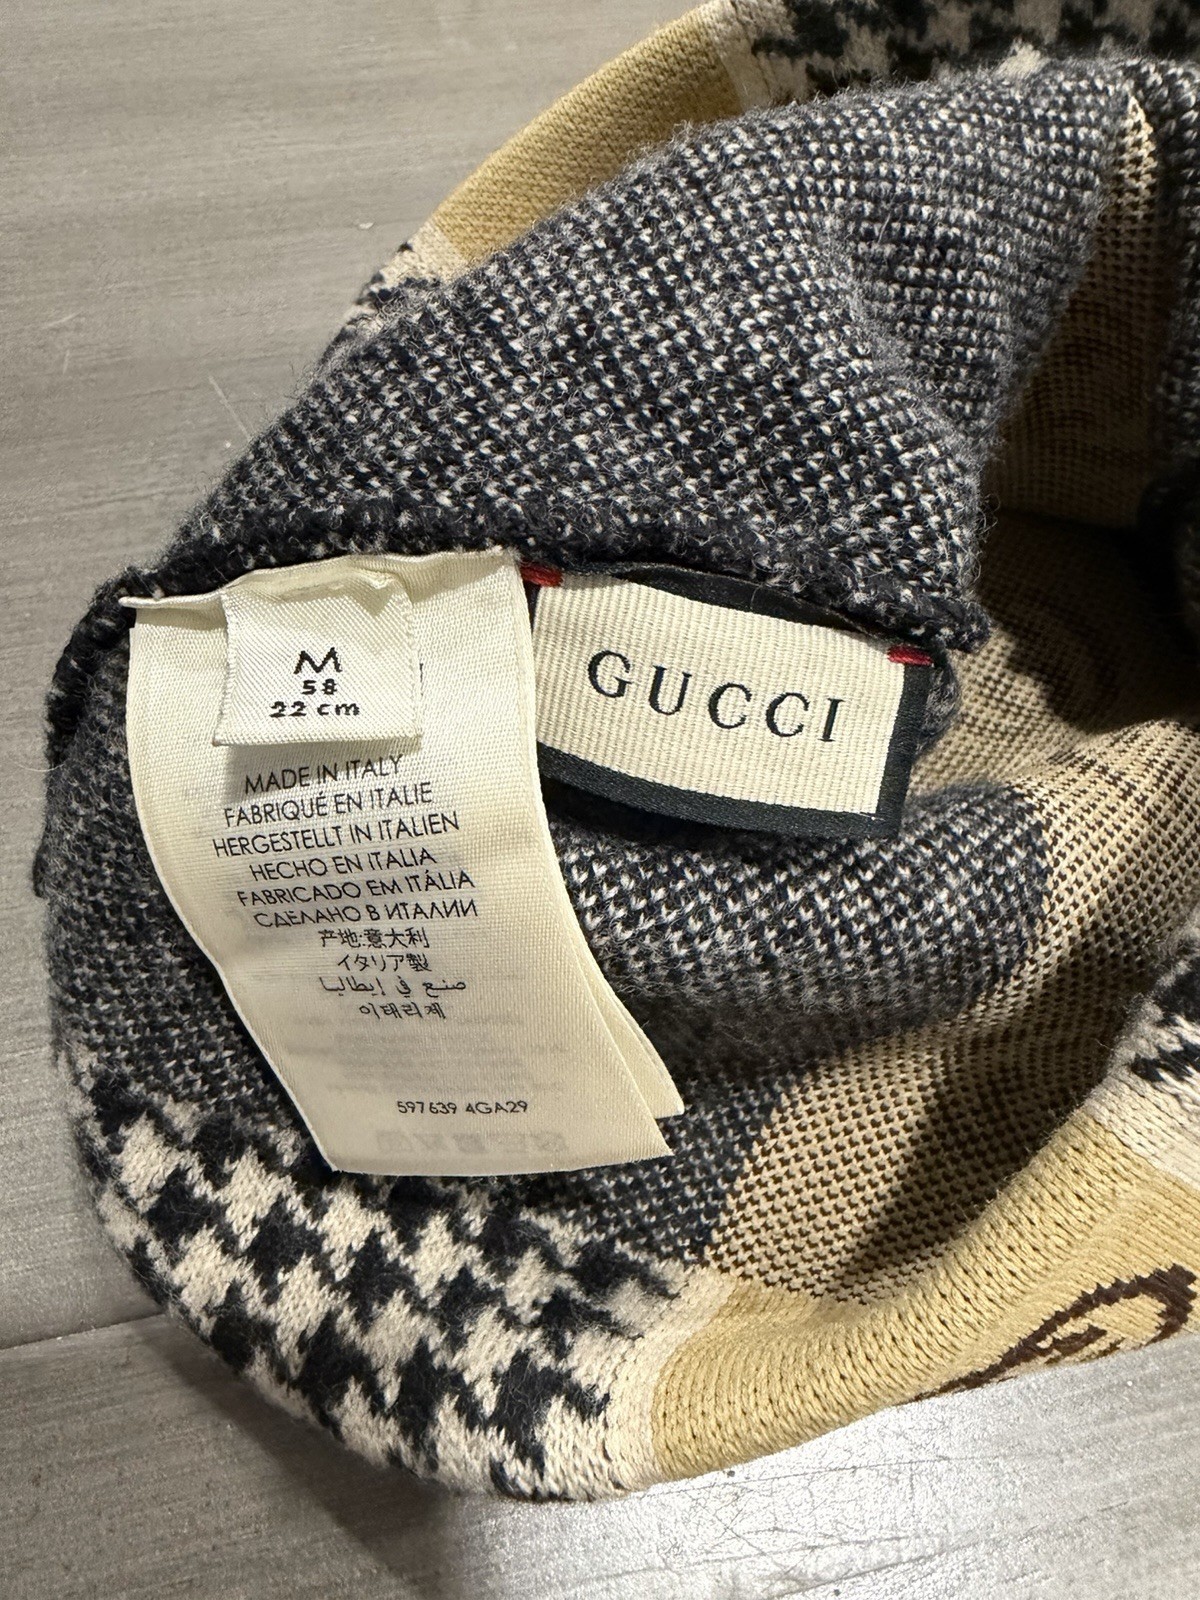 M
58
22 cm
GUCCI
MADE IN ITALY
FABRIQUÉ EN ITALIE
HERGESTELLT IN ITALIEN
HECHO EN ITALIA
FABRICADO EM ITÁLIA
СДЕЛАНО В ИТАЛИИ
产地:意大利
イタリア製
صنع في إيطاليا
이태리제
597639 4GA29